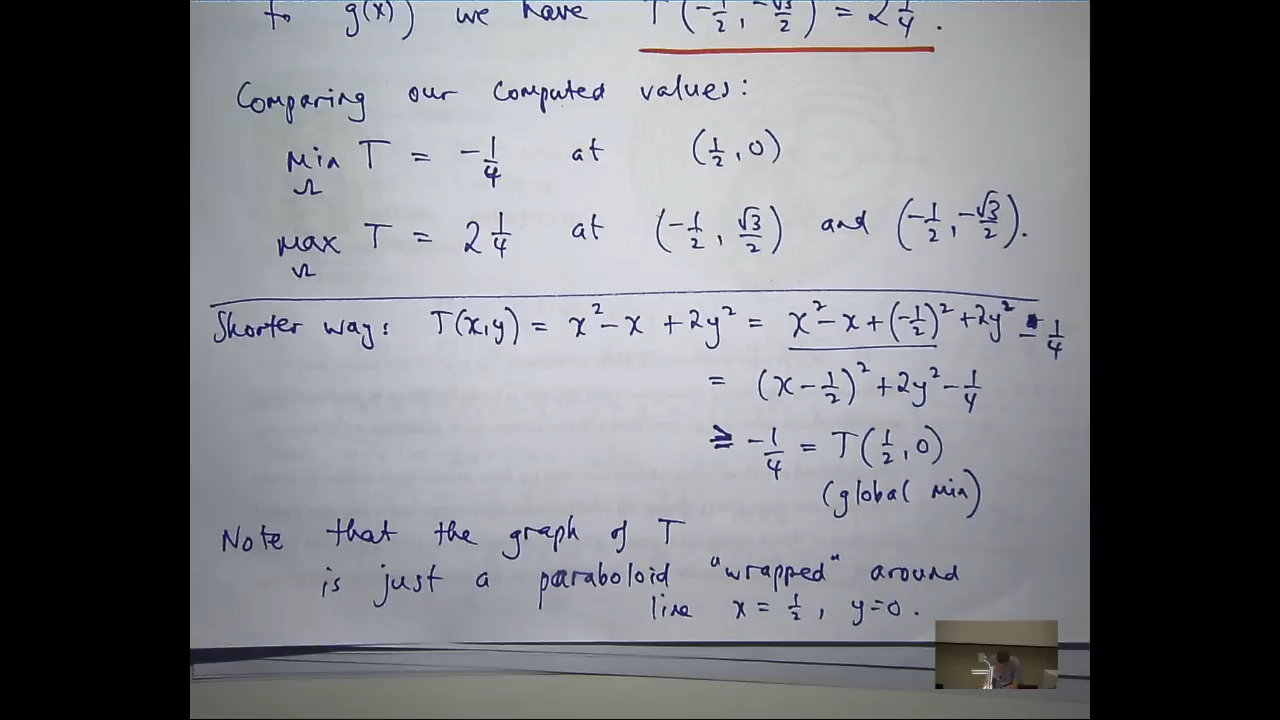 to g(x)) we have T(-1/2, -√3/2) = 2 1/4.
Comparing our computed values:
min T = -1/4 at (1/2, 0)
Ω
max T = 2 1/4 at (-1/2, √3/2) and (-1/2, -√3/2).
Ω
Shorter way: T(x,y) = x² - x + 2y² = x² - x + (-1/2)² + 2y² - 1/4
= (x - 1/2)² + 2y² - 1/4
≥ -1/4 = T(1/2, 0)
(global min)
Note that the graph of T
is just a paraboloid "wrapped" around
line x = 1/2, y=0.